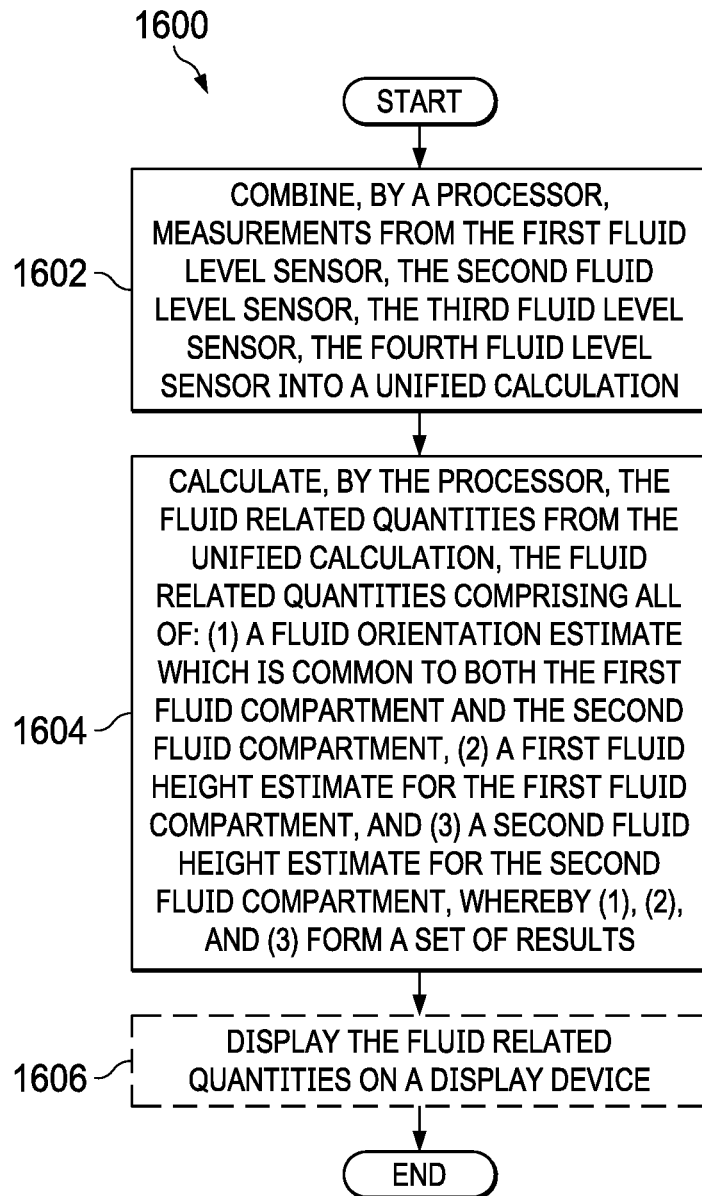 1600
START
COMBINE, BY A PROCESSOR,
MEASUREMENTS FROM THE FIRST FLUID
LEVEL SENSOR, THE SECOND FLUID
LEVEL SENSOR, THE THIRD FLUID LEVEL
SENSOR, THE FOURTH FLUID LEVEL
SENSOR INTO A UNIFIED CALCULATION
1602
CALCULATE, BY THE PROCESSOR, THE
FLUID RELATED QUANTITIES FROM THE
UNIFIED CALCULATION, THE FLUID
RELATED QUANTITIES COMPRISING ALL
OF: (1) A FLUID ORIENTATION ESTIMATE
WHICH IS COMMON TO BOTH THE FIRST
FLUID COMPARTMENT AND THE SECOND
FLUID COMPARTMENT, (2) A FIRST FLUID
HEIGHT ESTIMATE FOR THE FIRST FLUID
COMPARTMENT, AND (3) A SECOND FLUID
HEIGHT ESTIMATE FOR THE SECOND
FLUID COMPARTMENT, WHEREBY (1), (2),
AND (3) FORM A SET OF RESULTS
1604
DISPLAY THE FLUID RELATED
QUANTITIES ON A DISPLAY DEVICE
1606
END